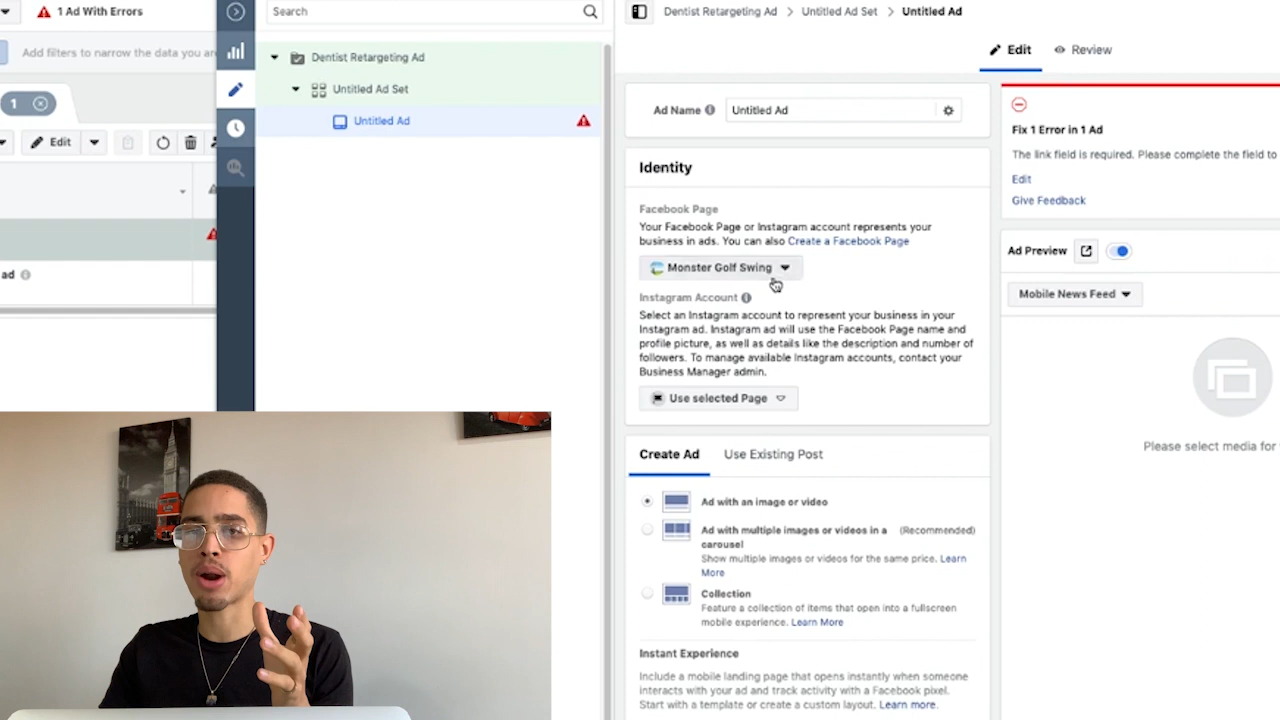 1 Ad With Errors
Search
Dentist Retargeting Ad > Untitled Ad Set > Untitled Ad
Add filters to narrow the data you are
Dentist Retargeting Ad
Edit
Review
Untitled Ad Set
1
Ad Name
Untitled Ad
Untitled Ad
Edit
Fix 1 Error in 1 Ad
The link field is required. Please complete the field to
Edit
Give Feedback
Identity
Facebook Page
Your Facebook Page or Instagram account represents your
business in ads. You can also Create a Facebook Page
Monster Golf Swing
Ad Preview
Mobile News Feed
ad
Instagram Account
Select an Instagram account to represent your business in your
Instagram ad. Instagram ad will use the Facebook Page name and
profile picture, as well as details like the description and number of
followers. To manage available Instagram accounts, contact your
Business Manager admin.
Use selected Page
Please select media for
Create Ad
Use Existing Post
Ad with an image or video
Ad with multiple images or videos in a (Recommended)
carousel
Show multiple images or videos for the same price. Learn
More
Collection
Feature a collection of items that open into a fullscreen
mobile experience. Learn More
Instant Experience
Include a mobile landing page that opens instantly when someone
interacts with your ad and track activity with a Facebook pixel.
Start with a template or create a custom layout. Learn more.